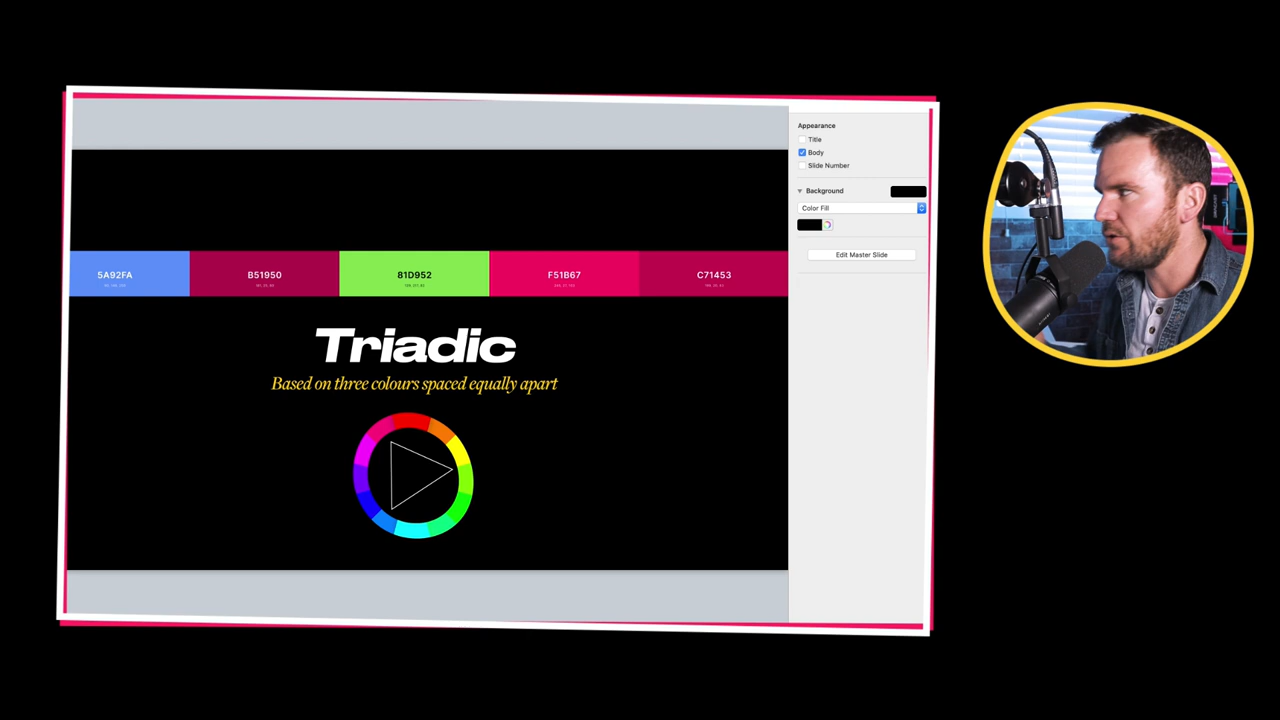 Appearance
Title
Body
Slide Number
Background
Color Fill
Edit Master Slide
5A92FA
B51950
81D952
F51B67
C71453
Triadic
Based on three colours spaced equally apart